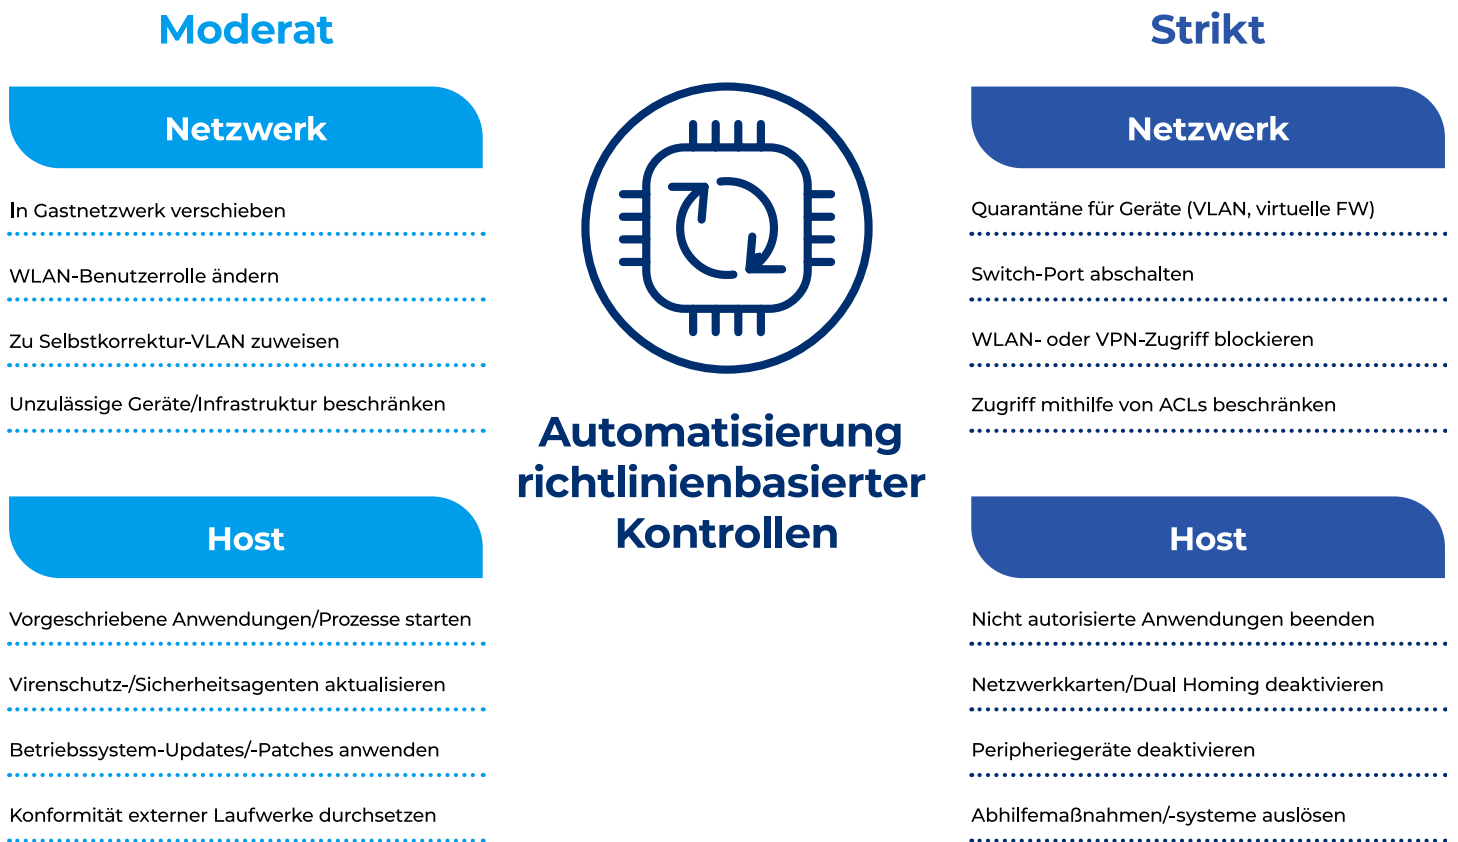 Moderat
Netzwerk
In Gastnetzwerk verschieben
WLAN-Benutzerrolle ändern
Zu Selbstkorrektur-VLAN zuweisen
Unzulässige Geräte/Infrastruktur beschränken
Host
Vorgeschriebene Anwendungen/Prozesse starten
Virenschutz-/Sicherheitsagenten aktualisieren
Betriebssystem-Updates/-Patches anwenden
Konformität externer Laufwerke durchsetzen
Automatisierung
richtlinienbasierter
Kontrollen
Strikt
Netzwerk
Quarantäne für Geräte (VLAN, virtuelle FW)
Switch-Port abschalten
WLAN- oder VPN-Zugriff blockieren
Zugriff mithilfe von ACLs beschränken
Host
Nicht autorisierte Anwendungen beenden
Netzwerkkarten/Dual Homing deaktivieren
Peripheriegeräte deaktivieren
Abhilfemaßnahmen/-systeme auslösen